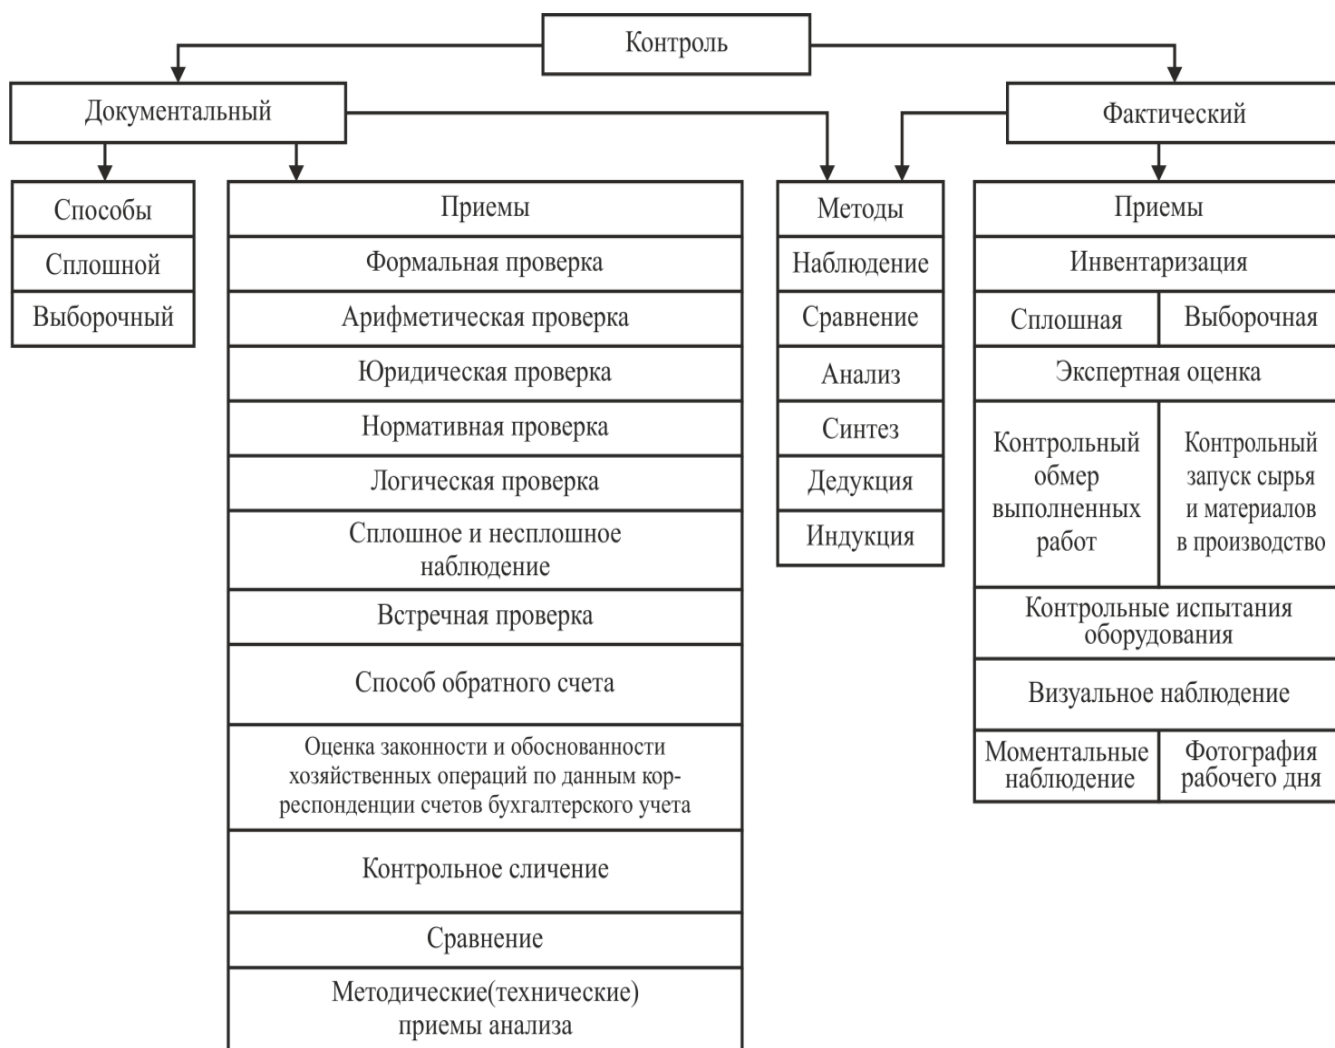 Контроль
Документальный
Фактический
Способы
Сплошной
Выборочный
Приемы
Формальная проверка
Арифметическая проверка
Юридическая проверка
Нормативная проверка
Логическая проверка
Сплошное и несплошное
наблюдение
Встречная проверка
Способ обратного счета
Оценка законности и обоснованности
хозяйственных операций по данным кор-
респонденции счетов бухгалтерского учета
Контрольное сличение
Сравнение
Методические(технические)
приемы анализа
Методы
Наблюдение
Сравнение
Анализ
Синтез
Дедукция
Индукция
Приемы
Инвентаризация
Сплошная
Выборочная
Экспертная оценка
Контрольный
обмер
выполненных
работ
Контрольный
запуск сырья
и материалов
в производство
Контрольные испытания
оборудования
Визуальное наблюдение
Моментальные
наблюдение
Фотография
рабочего дня